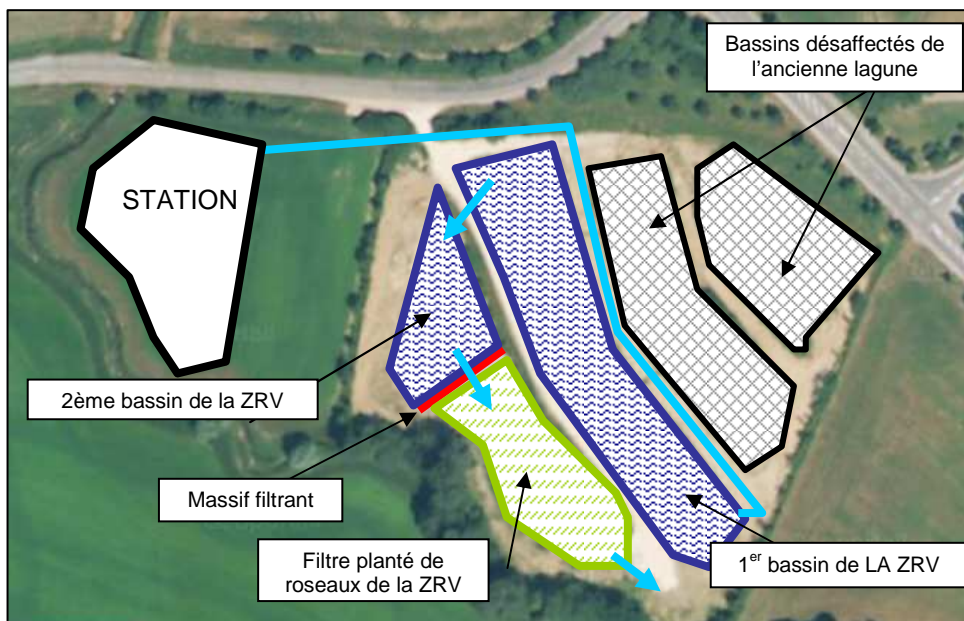 Bassins désaffectés de
l'ancienne lagune
STATION
2ème bassin de la ZRV
Massif filtrant
Filtre planté de
roseaux de la ZRV
1er bassin de LA ZRV